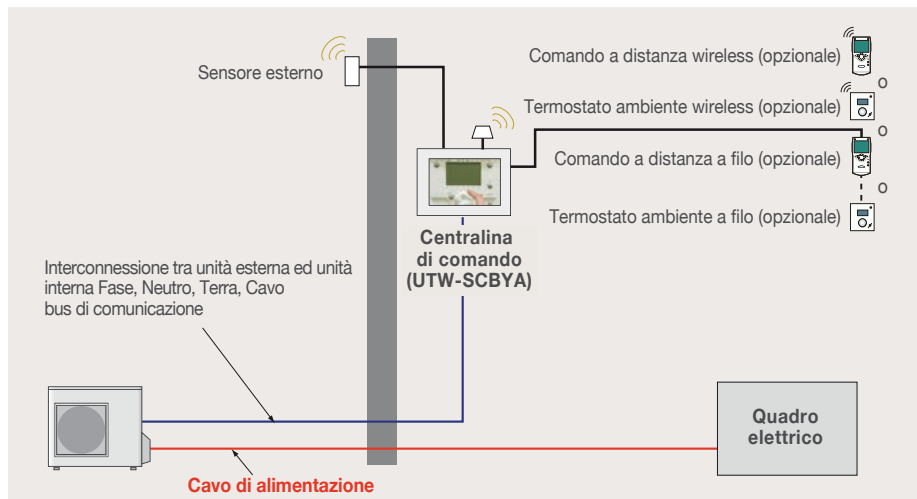 Sensore esterno
Comando a distanza wireless (opzionale)
o
Termostato ambiente wireless (opzionale)
o
Comando a distanza a filo (opzionale)
o
Termostato ambiente a filo (opzionale)
Centralina
di comando
(UTW-SCBYA)
Interconnessione tra unità esterna ed unità
interna Fase, Neutro, Terra, Cavo
bus di comunicazione
Quadro
elettrico
Cavo di alimentazione